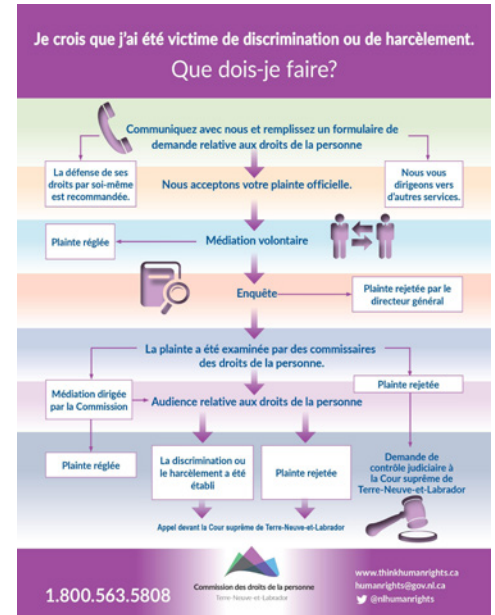 Je crois que j'ai été victime de discrimination ou de harcèlement.
Que dois-je faire?
Communiquez avec nous et remplissez un formulaire de
demande relative aux droits de la personne
La défense de ses
droits par soi-même
est recommandée.
Nous acceptons votre plainte officielle.
Nous vous
dirigeons vers
d'autres services.
Plainte réglée
Médiation volontaire
Enquête
Plainte rejetée par le
directeur général
La plainte a été examinée par des commissaires
des droits de la personne.
Médiation dirigée
par la Commission
Audience relative aux droits de la personne
Plainte rejetée
Plainte réglée
La discrimination ou
le harcèlement a été
établi
Plainte rejetée
Demande de
contrôle judiciaire à
la Cour suprême de
Terre-Neuve-et-Labrador
Appel devant la Cour suprême de Terre-Neuve-et-Labrador
1.800.563.5808
Commission des droits de la personne
Terre-Neuve-et-Labrador
www.thinkhumanrights.ca
humanrights@gov.nl.ca
@nlhumanrights